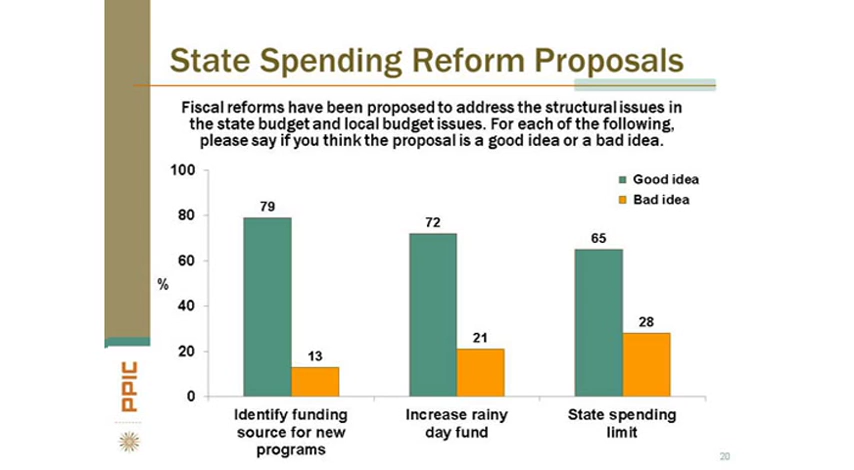 State Spending Reform Proposals
Fiscal reforms have been proposed to address the structural issues in
the state budget and local budget issues. For each of the following,
please say if you think the proposal is a good idea or a bad idea.
100
80
60
40
20
0
%
Good idea
Bad idea
79
13
72
21
65
28
Identify funding
source for new
programs
Increase rainy
day fund
State spending
limit
PPIC
20